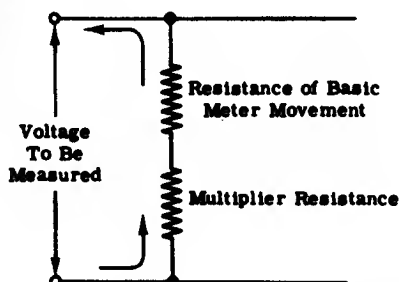 Resistance of Basic
Meter Movement
Voltage
To Be
Measured
Multiplier Resistance